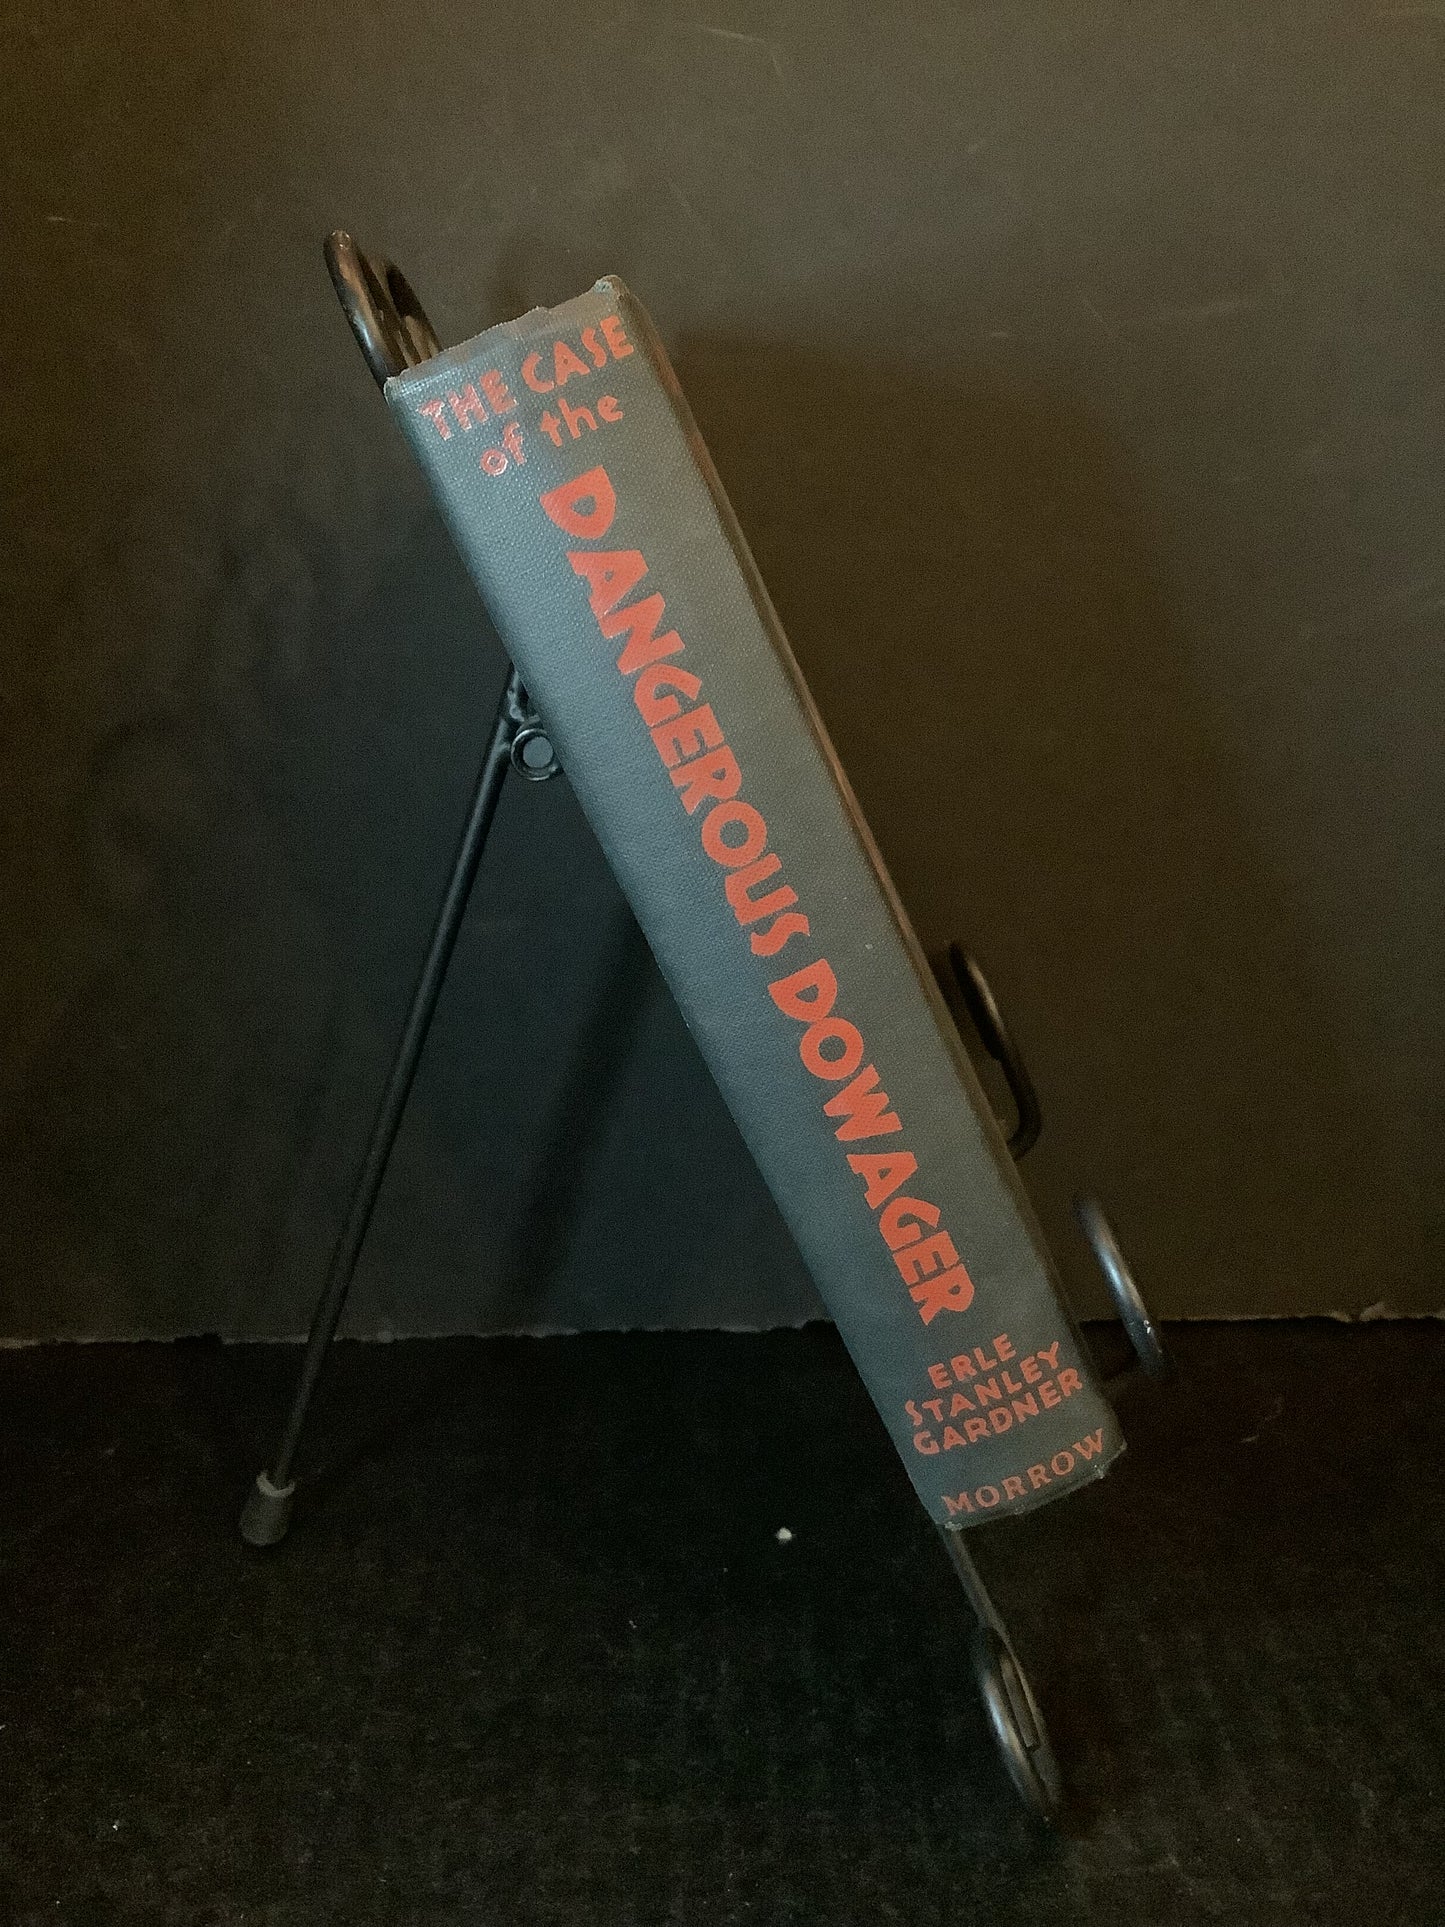 THE CASE
of the
DANGEROUS DOWAGER
ERLE
STANLEY
GARDNER
MORROW